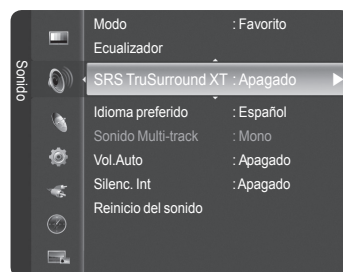 Sonido
Modo : Favorito
Ecualizador
SRS TruSurround XT : Apagado
Idioma preferido : Español
Sonido Multi-track : Mono
Vol.Auto : Apagado
Silenc. Int : Apagado
Reinicio del sonido